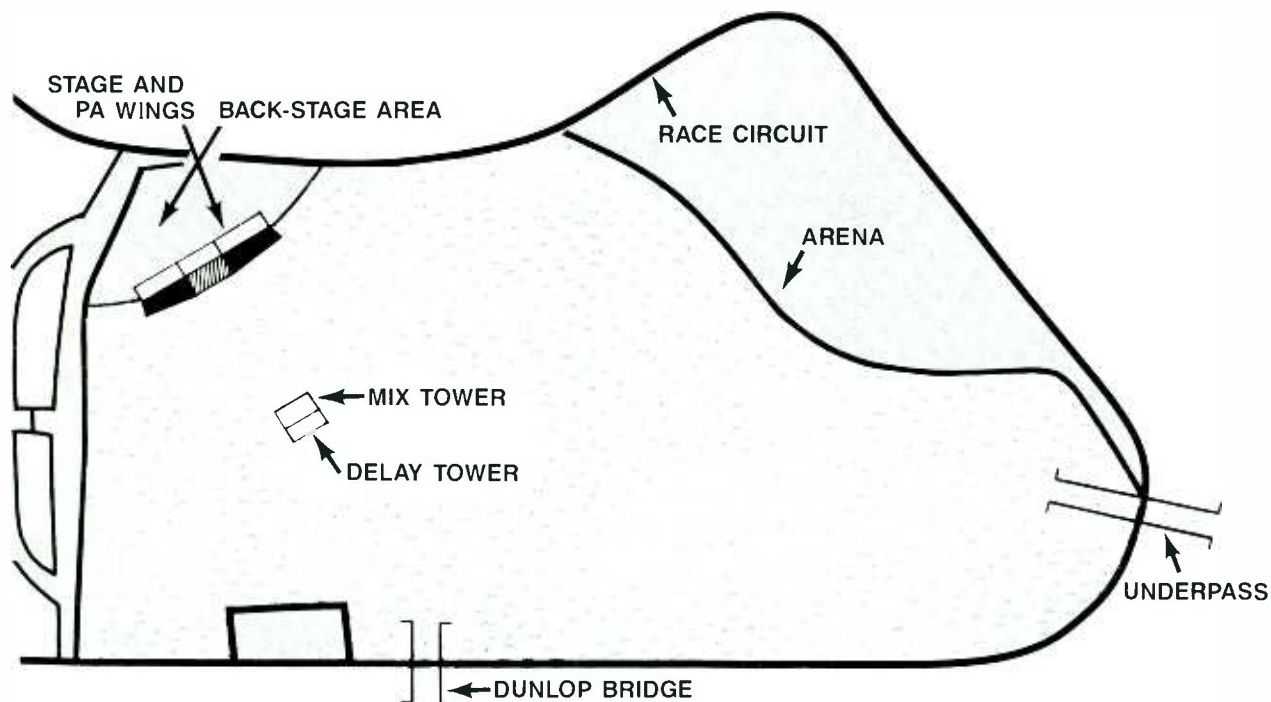 STAGE AND
PA WINGS
BACK-STAGE AREA
RACE CIRCUIT
ARENA
MIX TOWER
DELAY TOWER
UNDERPASS
DUNLOP BRIDGE